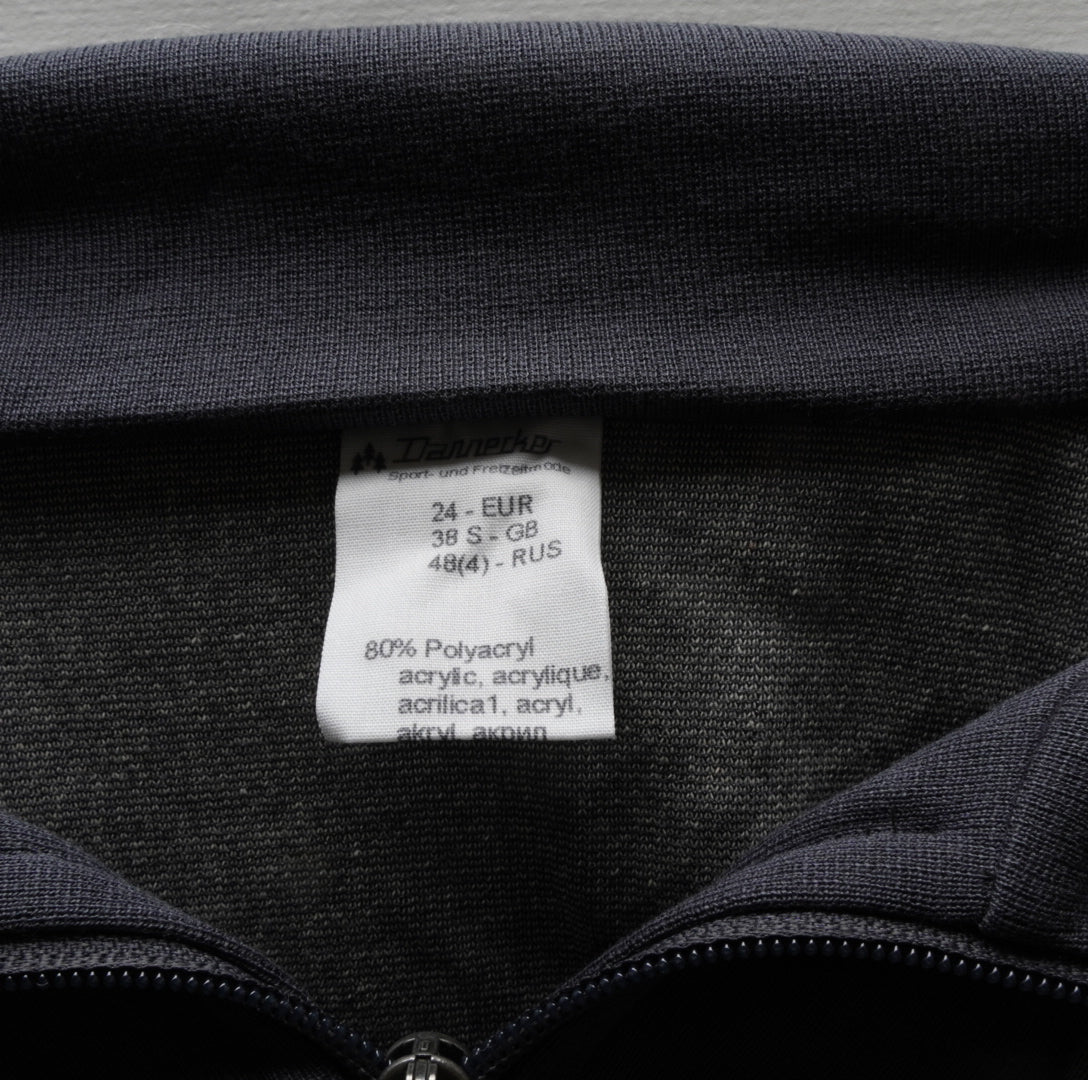 Dannecker
Sport- und Freizeitmode
24 - EUR
38 S - GB
48(4) - RUS
80% Polyacryl
acrylic, acrylique,
acrilica1, acryl,
akryl, акрил